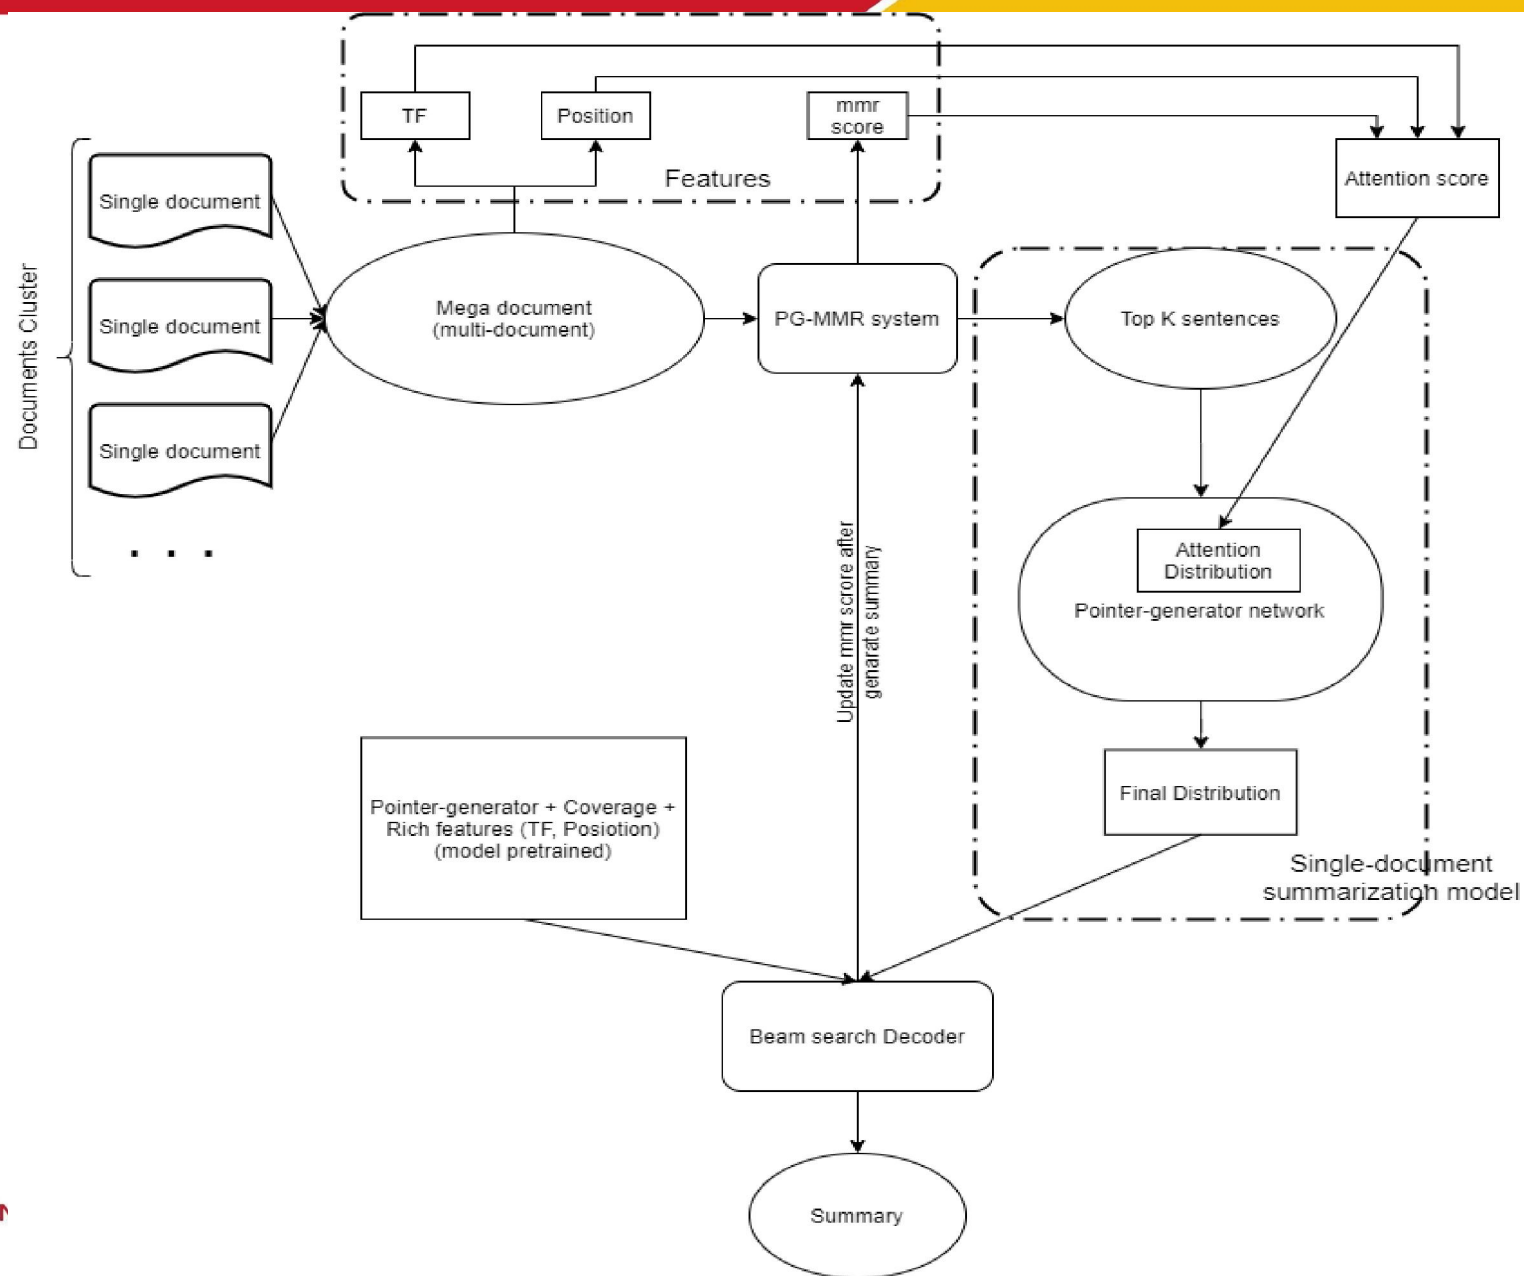 TF
Position
mmr
score
Features
Attention score
Documents Cluster
Single document
Single document
Single document
. . .
Mega document
(multi-document)
PG-MMR system
Top K sentences
Attention
Distribution
Pointer-generator network
Update mmr scrore after
genarate summary
Pointer-generator + Coverage +
Rich features (TF, Posiotion)
(model pretrained)
Final Distribution
Single-document
summarization model
Beam search Decoder
Summary